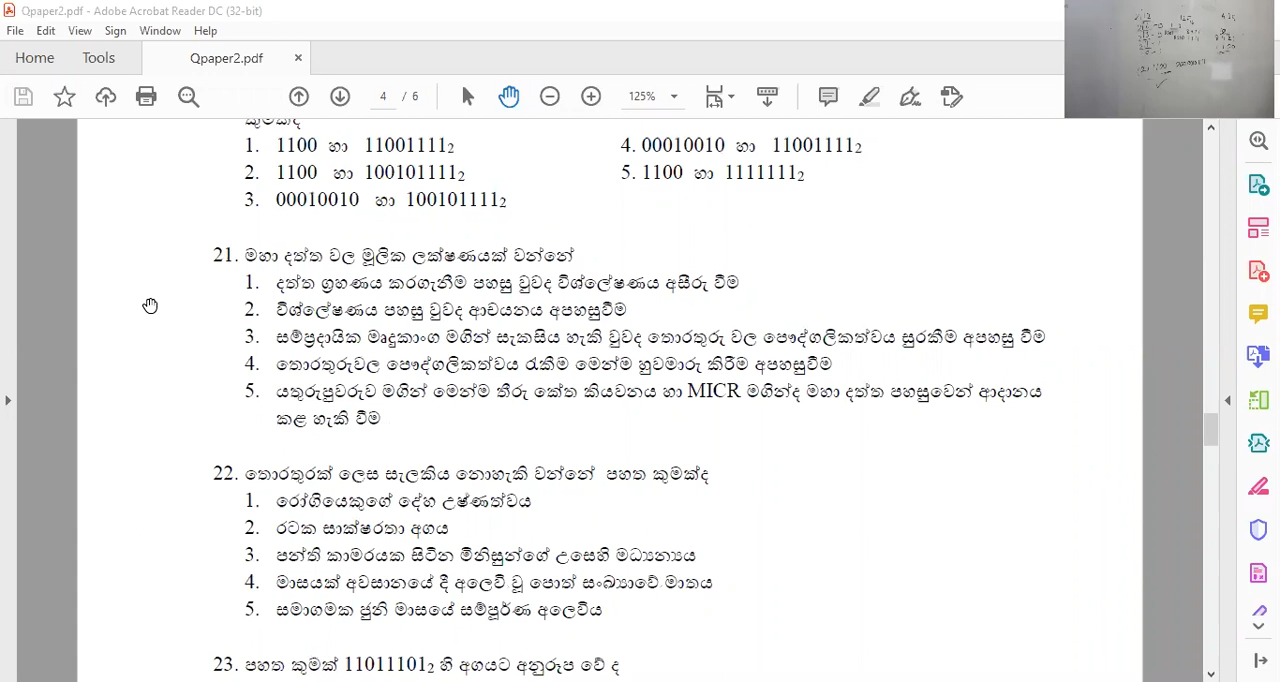 Qpaper2.pdf - Adobe Acrobat Reader DC (32-bit)
File Edit View Sign Window Help
Home Tools Qpaper2.pdf ×
4 / 6 125%
කුමක්ද
1. 1100 හා 11001111₂
2. 1100 හා 100101111₂
3. 00010010 හා 100101111₂
4. 00010010 හා 11001111₂
5. 1100 හා 1111111₂
21. මහා දත්ත වල මූලික ලක්ෂණයක් වන්නේ
1. දත්ත ග්‍රහණය කරගැනීම පහසු වුවද විශ්ලේෂණය අසීරු වීම
2. විශ්ලේෂණය පහසු වුවද ආචයනය අපහසුවීම
3. සම්ප්‍රදායික මෘදුකාංග මගින් සැකසිය හැකි වුවද තොරතුරු වල පෞද්ගලිකත්වය සුරකීම අපහසු වීම
4. තොරතුරුවල පෞද්ගලිකත්වය රැකීම මෙන්ම හුවමාරු කිරීම අපහසුවීම
5. යතුරුපුවරුව මගින් මෙන්ම තීරු කේත කියවනය හා MICR මගින්ද මහා දත්ත පහසුවෙන් ආදානය
කළ හැකි වීම
22. තොරතුරක් ලෙස සැලකිය නොහැකි වන්නේ පහත කුමක්ද
1. රෝගියෙකුගේ දේහ උෂ්ණත්වය
2. රටක සාක්ෂරතා අගය
3. පන්ති කාමරයක සිටින මිනිසුන්ගේ උසෙහි මධ්‍යන්‍යය
4. මාසයක් අවසානයේ දී අලෙවි වූ පොත් සංඛ්‍යාවේ මාතය
5. සමාගමක ජුනි මාසයේ සම්පූර්ණ අලෙවිය
23. පහත කුමක් 11011101₂ හි අගයට අනුරූප වේ ද